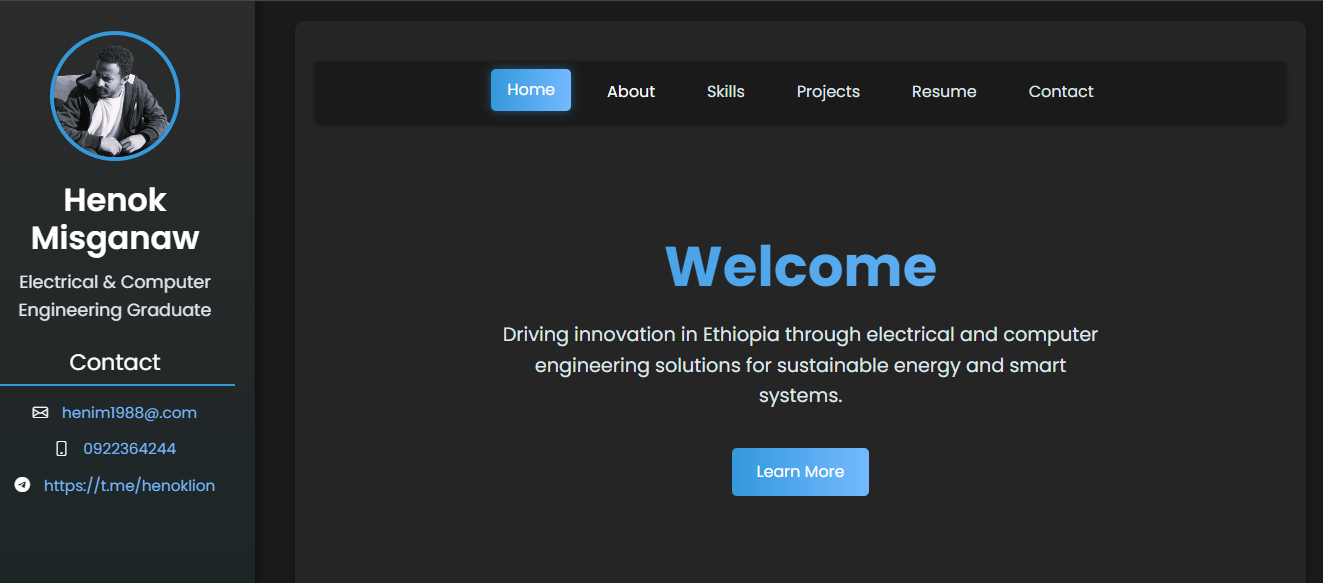 Henok
Misganaw
Electrical & Computer
Engineering Graduate
Contact
henim1988@.com
0922364244
https://t.me/henoklion
Home About Skills Projects Resume Contact
Welcome
Driving innovation in Ethiopia through electrical and computer
engineering solutions for sustainable energy and smart
systems.
Learn More